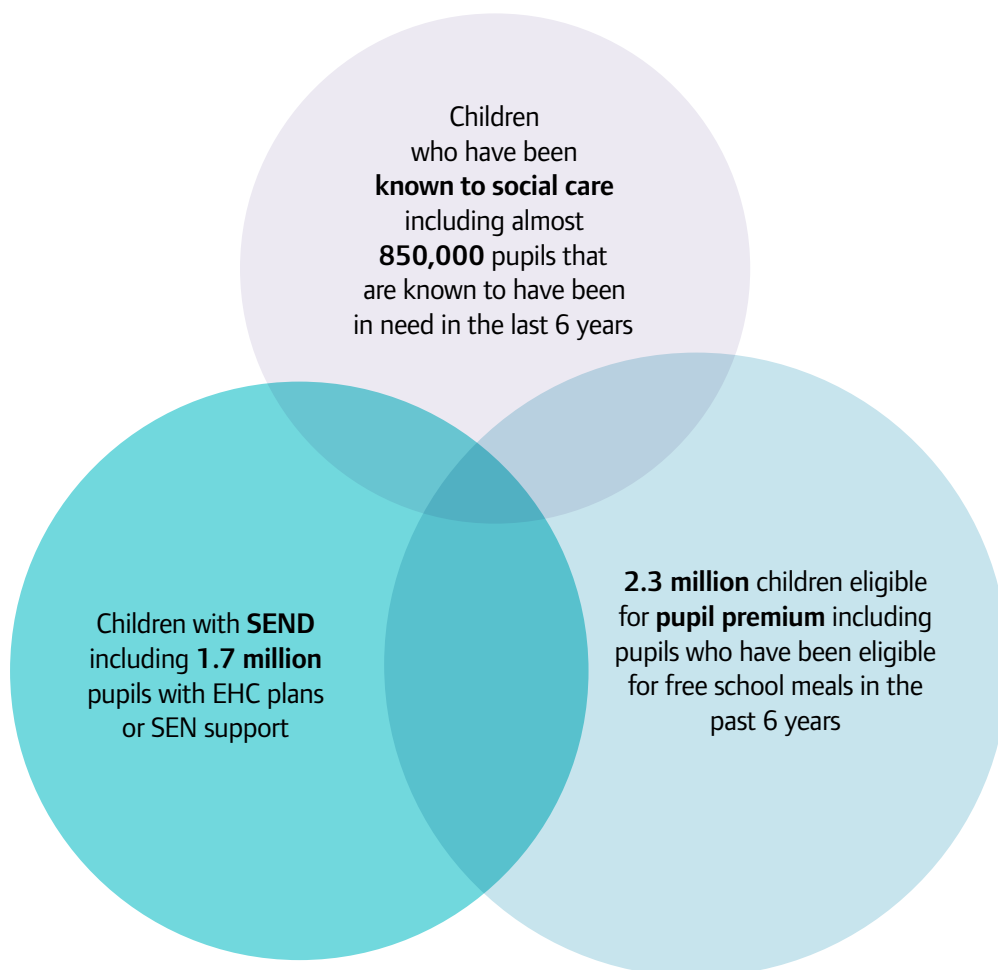 Children
who have been
known to social care
including almost
850,000 pupils that
are known to have been
in need in the last 6 years
Children with SEND
including 1.7 million
pupils with EHC plans
or SEN support
2.3 million children eligible
for pupil premium including
pupils who have been eligible
for free school meals in the
past 6 years